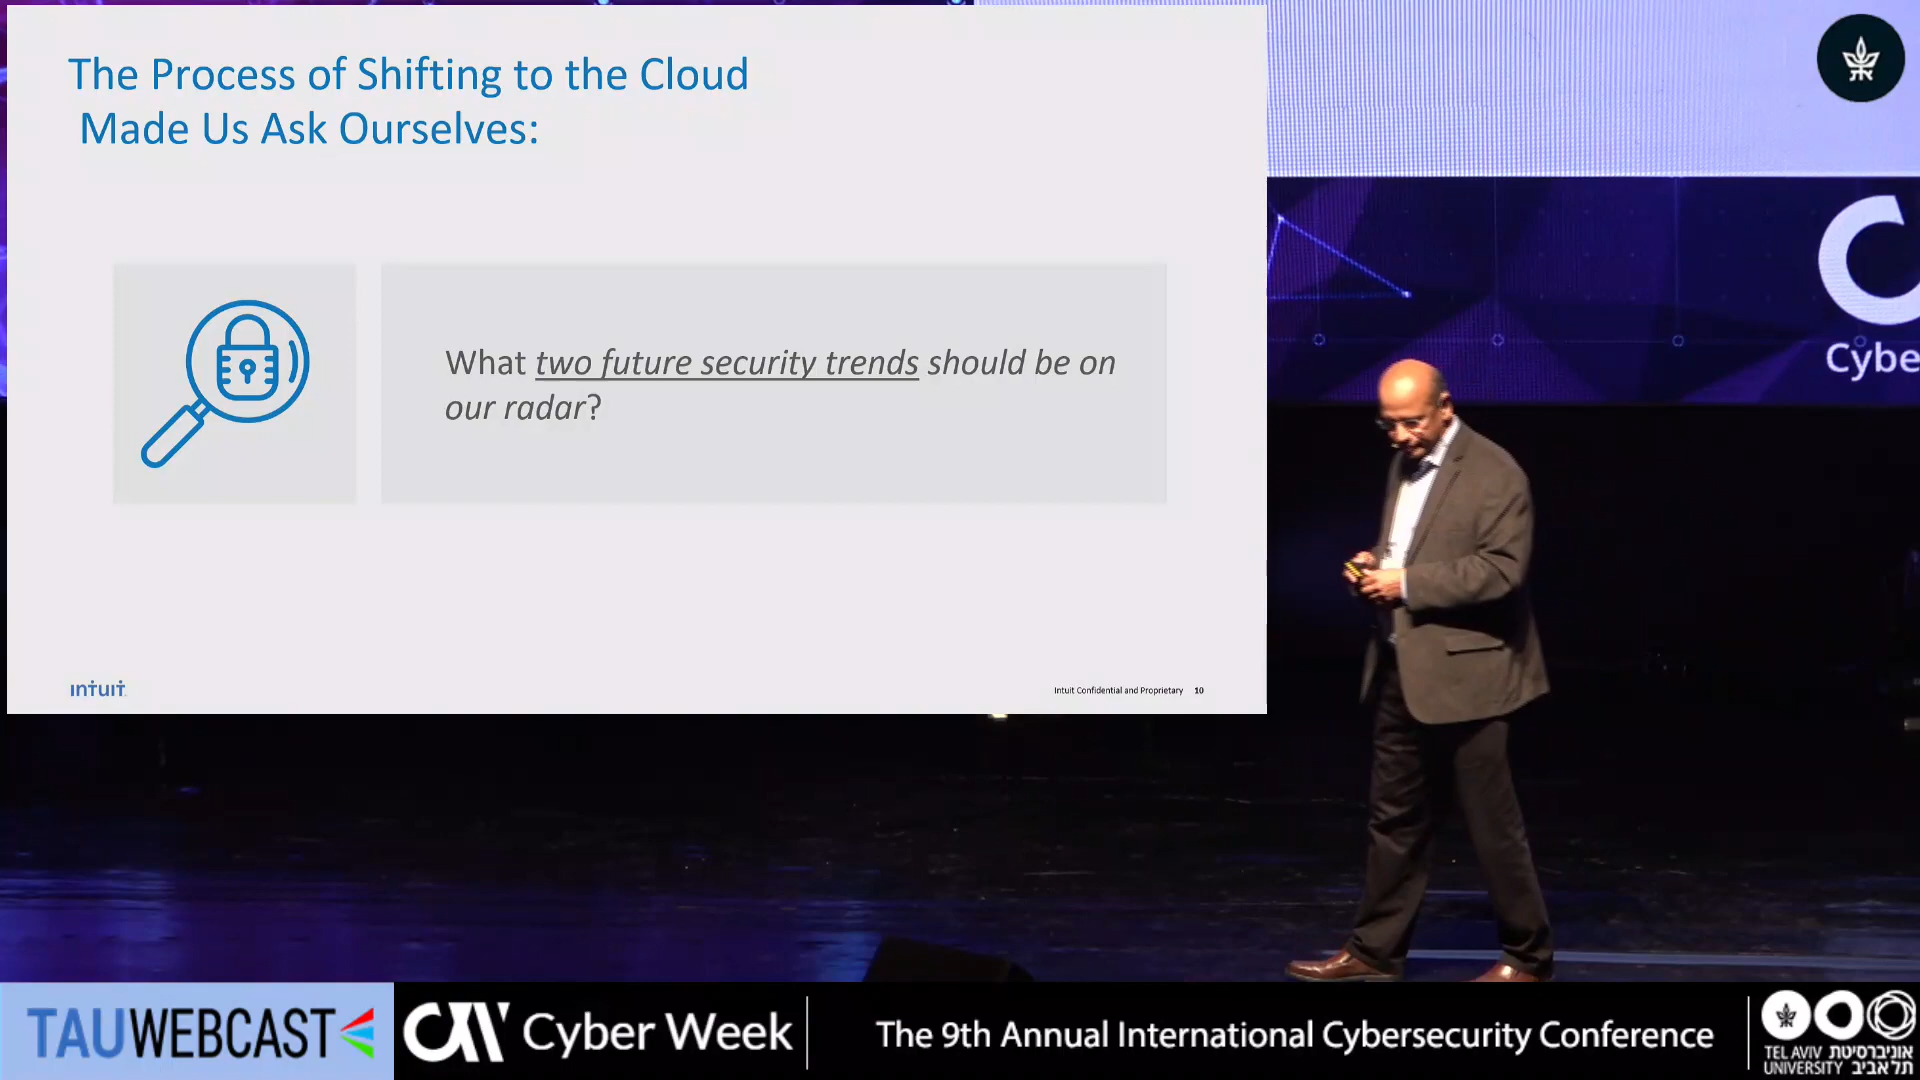 The Process of Shifting to the Cloud
Made Us Ask Ourselves:
What two future security trends should be on
our radar?
intuit
Intuit Confidential and Proprietary 10
Cybe
TAUWEBCAST
Cyber Week
The 9th Annual International Cybersecurity Conference
TEL AVIV אוניברסיטת
UNIVERSITY תל אביב